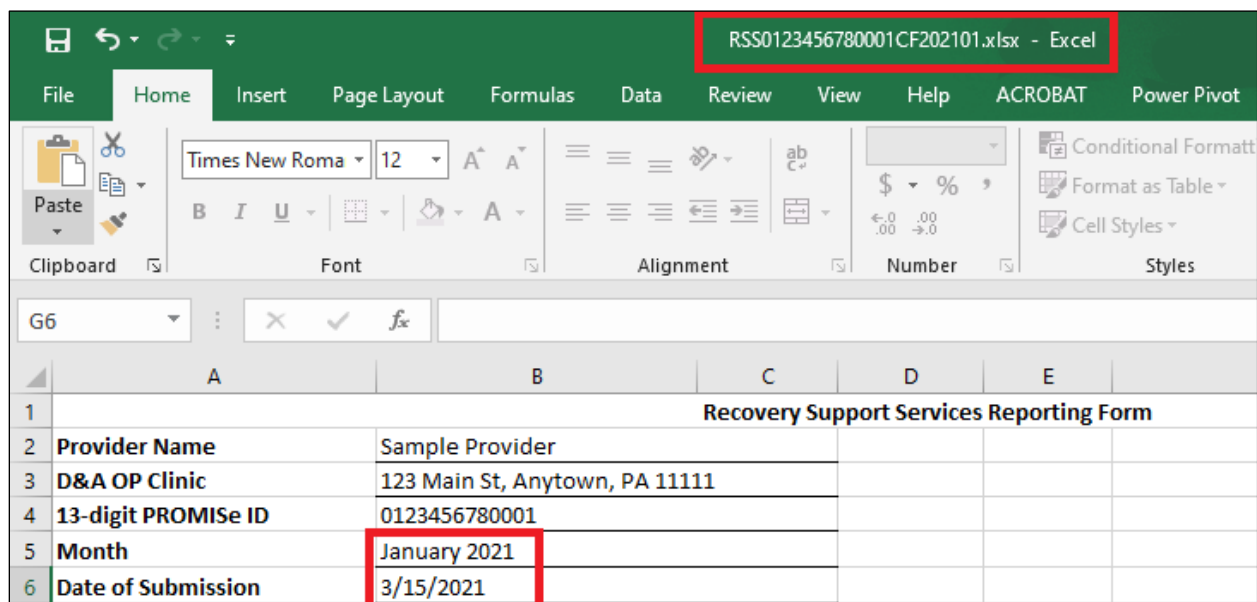 RSS0123456780001CF202101.xlsx - Excel
File Home Insert Page Layout Formulas Data Review View Help ACROBAT Power Pivot
Times New Roma 12 A A ab Conditional Formatt
Paste B I U A $ % , Format as Table
.00 .00 Cell Styles
Clipboard Font Alignment Number Styles
G6 fx
A B C D E
1 Recovery Support Services Reporting Form
2 Provider Name Sample Provider
3 D&A OP Clinic 123 Main St, Anytown, PA 11111
4 13-digit PROMISe ID 0123456780001
5 Month January 2021
6 Date of Submission 3/15/2021